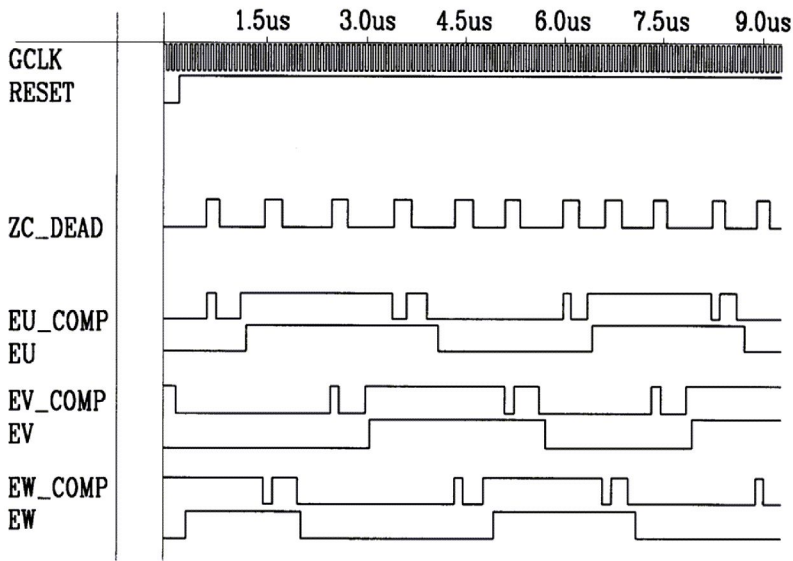 1.5us 3.0us 4.5us 6.0us 7.5us 9.0us
GCLK
RESET
ZC_DEAD
EU_COMP
EU
EV_COMP
EV
EW_COMP
EW